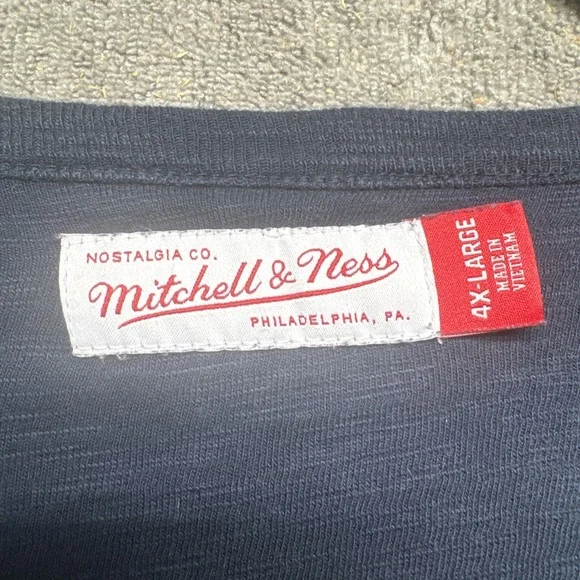 NOSTALGIA CO.
Mitchell & Ness
PHILADELPHIA, PA.
4X-LARGE
MADE IN
VIETNAM